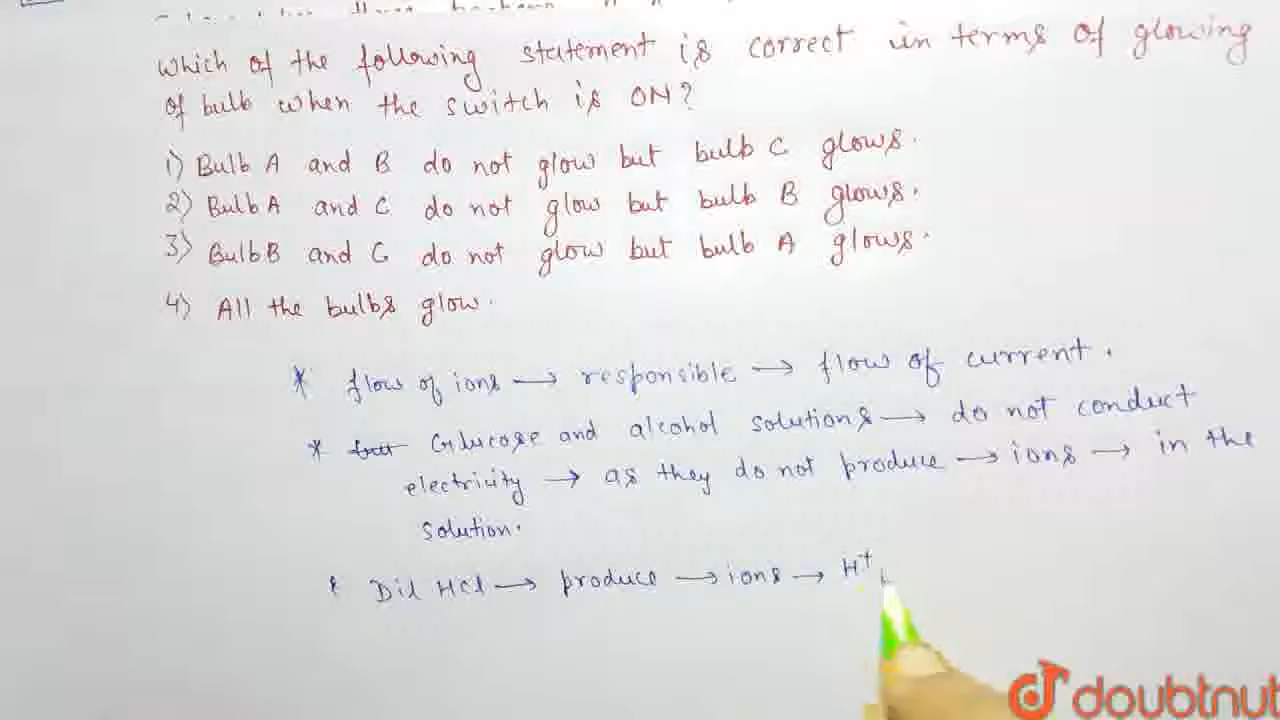 Which of the following statement is correct in terms of glowing
of bulb when the switch is ON?
1) Bulb A and B do not glow but bulb C glows.
2) Bulb A and C do not glow but bulb B glows.
3) Bulb B and C do not glow but bulb A glows.
4) All the bulbs glow.
* flow of ions → responsible → flow of current.
* Glucose and alcohol solutions → do not conduct
electricity → as they do not produce → ions → in the
solution.
* Dil HCl → produce → ions → H⁺
doubtnut